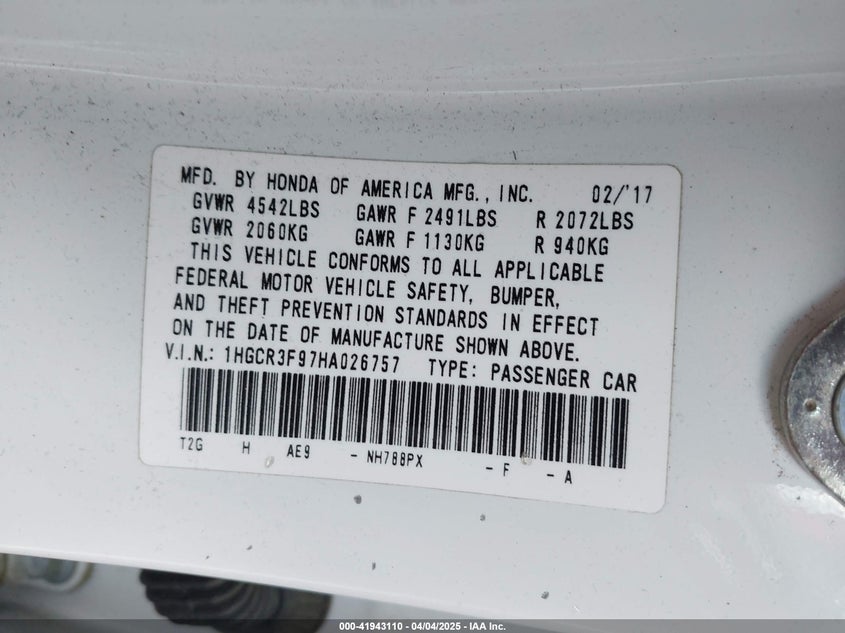 MFD. BY HONDA OF AMERICA MFG., INC. 02/'17
GVWR 4542LBS GAWR F 2491LBS R 2072LBS
GVWR 2060KG GAWR F 1130KG R 940KG
THIS VEHICLE CONFORMS TO ALL APPLICABLE
FEDERAL MOTOR VEHICLE SAFETY, BUMPER,
AND THEFT PREVENTION STANDARDS IN EFFECT
ON THE DATE OF MANUFACTURE SHOWN ABOVE.
V.I.N.: 1HGCR3F97HA026757 TYPE: PASSENGER CAR
T2G H AE9 - NH788PX - F - A
000-41943110 - 04/04/2025 - IAA Inc.